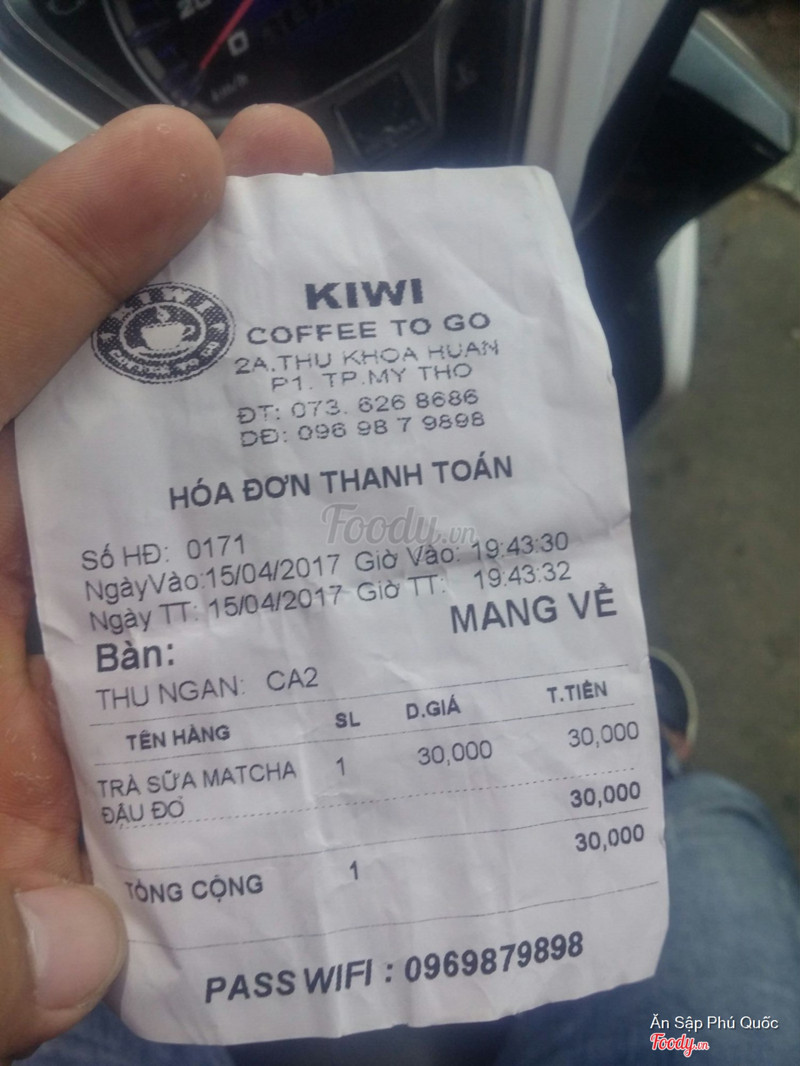 20
0
km/h
KIWI
KIWI
COFFEE TO GO
2A.THU KHOA HUAN
P1. TP.MY THO
ĐT: 073. 626 8686
DĐ: 096 98 7 9898
HÓA ĐƠN THANH TOÁN
Foody.vn
Số HĐ: 0171
NgàyVào:15/04/2017 Giờ Vào: 19:43:30
Ngày TT: 15/04/2017 Giờ TT: 19:43:32
Bàn: MANG VỀ
THU NGAN: CA2
TÊN HÀNG SL D.GIÁ T.TIỀN
TRÀ SỮA MATCHA 1 30,000 30,000
ĐẬU ĐỎ
30,000
TỔNG CỘNG 1 30,000
PASS WIFI : 0969879898
Ăn Sập Phú Quốc
Foody.vn